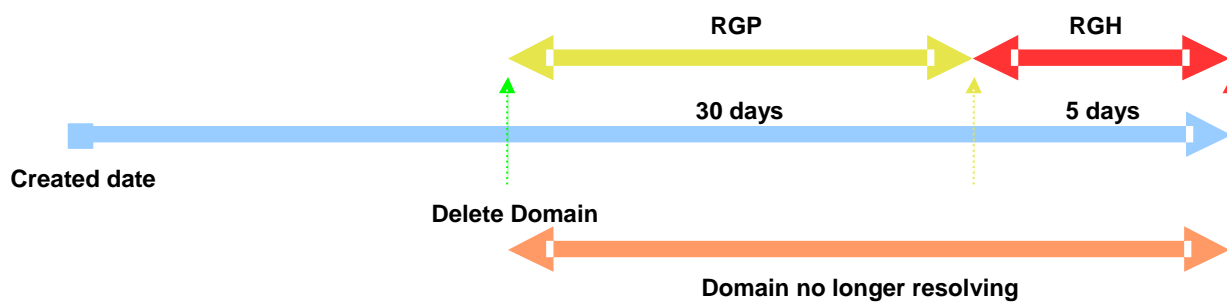 RGP
RGH
30 days
5 days
Created date
Delete Domain
Domain no longer resolving